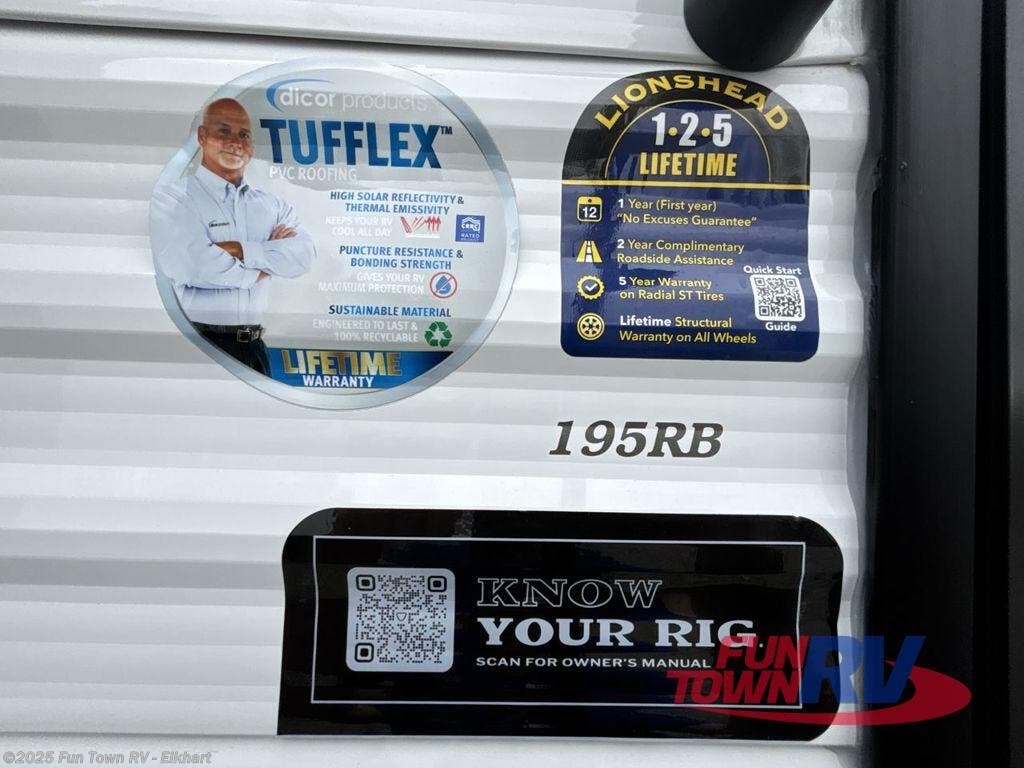 dicor products
TUFFLEX™
PVC ROOFING
HIGH SOLAR REFLECTIVITY &
THERMAL EMISSIVITY
KEEPS YOUR RV
COOL ALL DAY
CRRC
RATED
PUNCTURE RESISTANCE &
BONDING STRENGTH
GIVES YOUR RV
MAXIMUM PROTECTION
SUSTAINABLE MATERIAL
ENGINEERED TO LAST &
100% RECYCLABLE
LIFETIME
WARRANTY
LIONSHEAD
1•2•5
LIFETIME
12
1 Year (First year)
"No Excuses Guarantee"
2 Year Complimentary
Roadside Assistance
5 Year Warranty
on Radial ST Tires
Lifetime Structural
Warranty on All Wheels
Quick Start
Guide
195RB
KNOW
YOUR RIG.
SCAN FOR OWNER'S MANUAL
FUN
TOWN RV
©2025 Fun Town RV - Elkhart